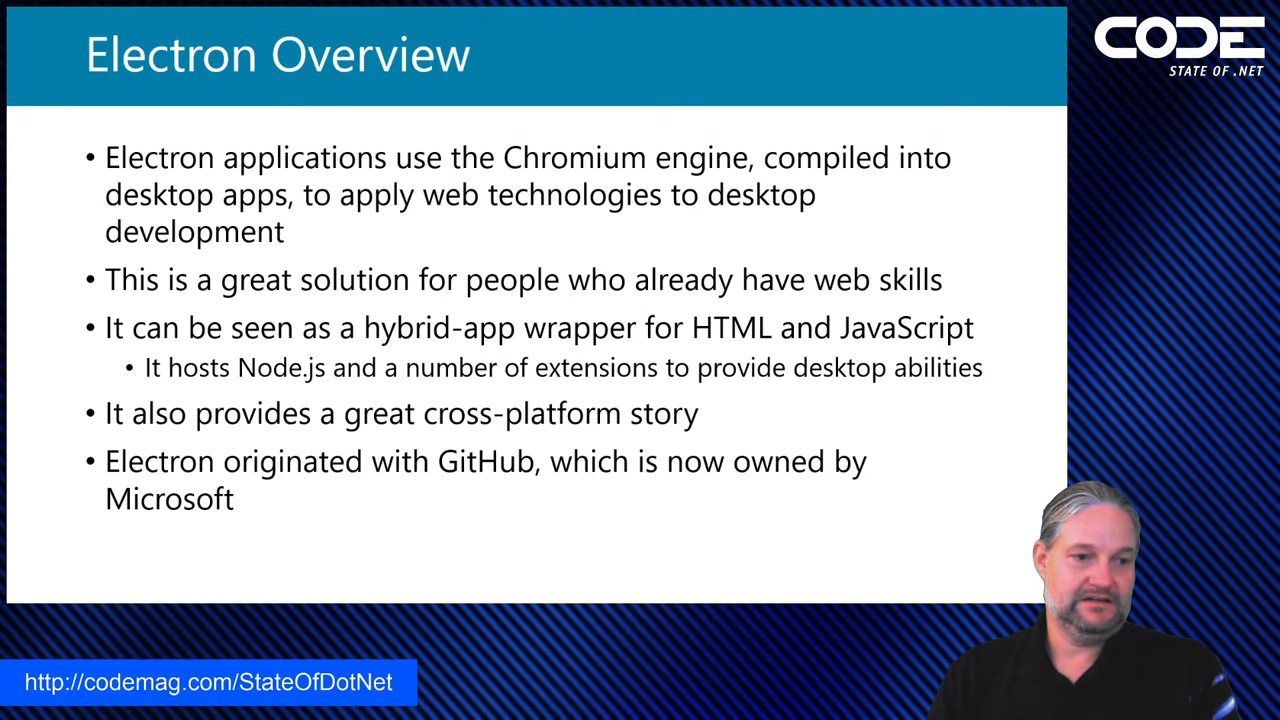 Electron Overview
CODE
STATE OF .NET
• Electron applications use the Chromium engine, compiled into
desktop apps, to apply web technologies to desktop
development
• This is a great solution for people who already have web skills
• It can be seen as a hybrid-app wrapper for HTML and JavaScript
• It hosts Node.js and a number of extensions to provide desktop abilities
• It also provides a great cross-platform story
• Electron originated with GitHub, which is now owned by
Microsoft
http://codemag.com/StateOfDotNet